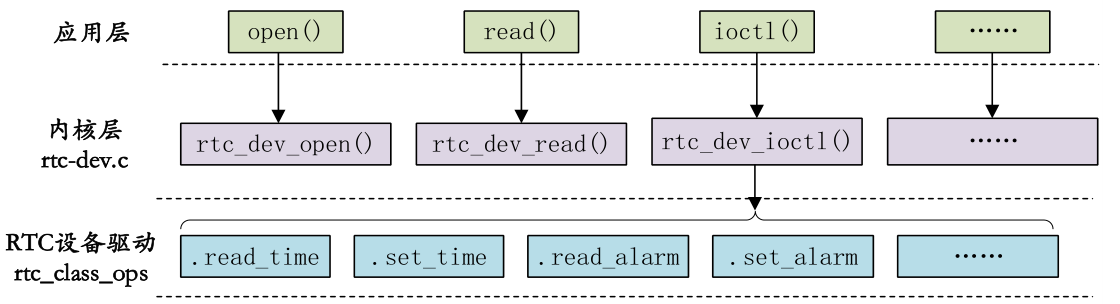 应用层
open()
read()
ioctl()
……
内核层
rtc-dev.c
rtc_dev_open()
rtc_dev_read()
rtc_dev_ioctl()
……
RTC设备驱动
rtc_class_ops
.read_time
.set_time
.read_alarm
.set_alarm
……